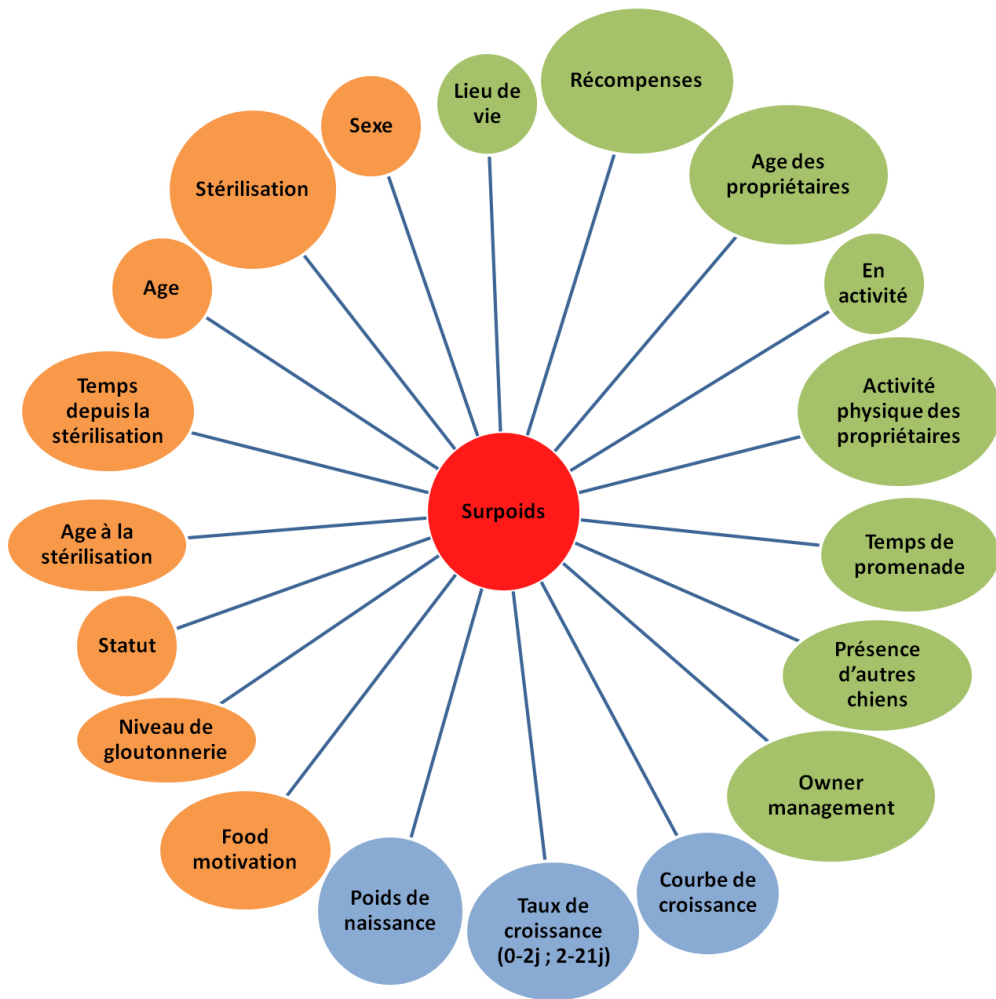 Récompenses
Lieu de
vie
Sexe
Age des
propriétaires
Stérilisation
En
activité
Age
Temps
depuis la
stérilisation
Activité
physique des
propriétaires
Surpoids
Age à la
stérilisation
Temps de
promenade
Statut
Présence
d'autres
chiens
Niveau de
gloutonnerie
Owner
management
Food
motivation
Poids de
naissance
Taux de
croissance
(0-2j ; 2-21j)
Courbe de
croissance